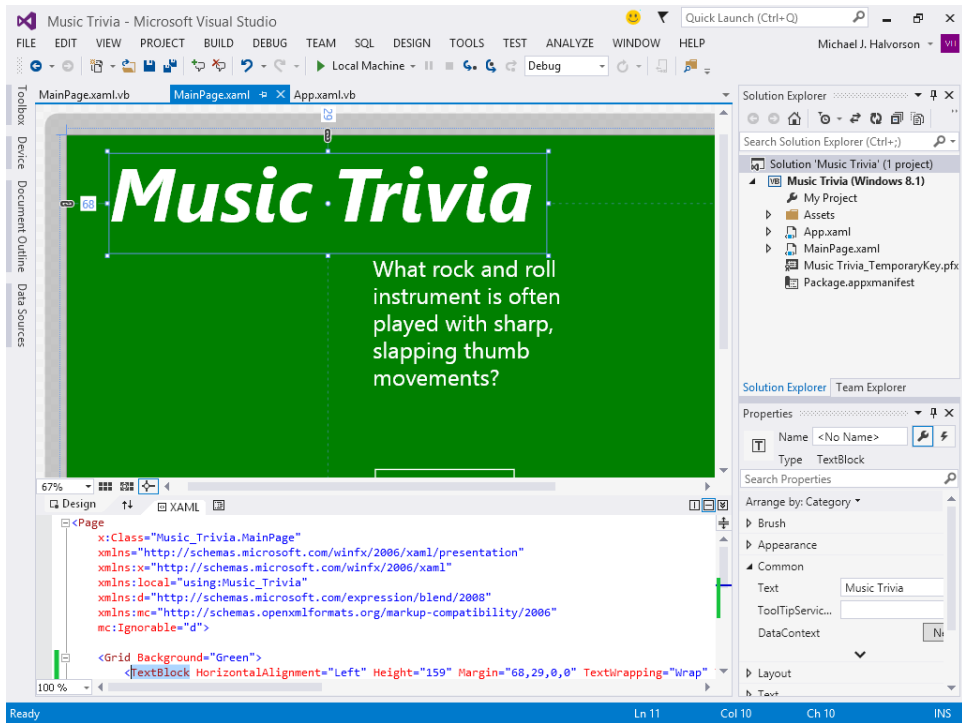 Music Trivia - Microsoft Visual Studio
Quick Launch (Ctrl+Q)
FILE EDIT VIEW PROJECT BUILD DEBUG TEAM SQL DESIGN TOOLS TEST ANALYZE WINDOW HELP
Michael J. Halvorson
Local Machine
Debug
Toolbox
Device
Document Outline
Data Sources
MainPage.xaml.vb
MainPage.xaml
App.xaml.vb
29
68
Music Trivia
What rock and roll
instrument is often
played with sharp,
slapping thumb
movements?
67%
Design
XAML
<Page
x:Class="Music_Trivia.MainPage"
xmlns="http://schemas.microsoft.com/winfx/2006/xaml/presentation"
xmlns:x="http://schemas.microsoft.com/winfx/2006/xaml"
xmlns:local="using:Music_Trivia"
xmlns:d="http://schemas.microsoft.com/expression/blend/2008"
xmlns:mc="http://schemas.openxmlformats.org/markup-compatibility/2006"
mc:Ignorable="d">
<Grid Background="Green">
<TextBlock HorizontalAlignment="Left" Height="159" Margin="68,29,0,0" TextWrapping="Wrap"
100 %
Solution Explorer
Search Solution Explorer (Ctrl+;)
Solution 'Music Trivia' (1 project)
VB Music Trivia (Windows 8.1)
My Project
Assets
App.xaml
MainPage.xaml
Music Trivia_TemporaryKey.pfx
Package.appxmanifest
Solution Explorer Team Explorer
Properties
Name <No Name>
Type TextBlock
Search Properties
Arrange by: Category
Brush
Appearance
Common
Text Music Trivia
ToolTipServic...
DataContext
Layout
Text
Ready
Ln 11 Col 10 Ch 10 INS